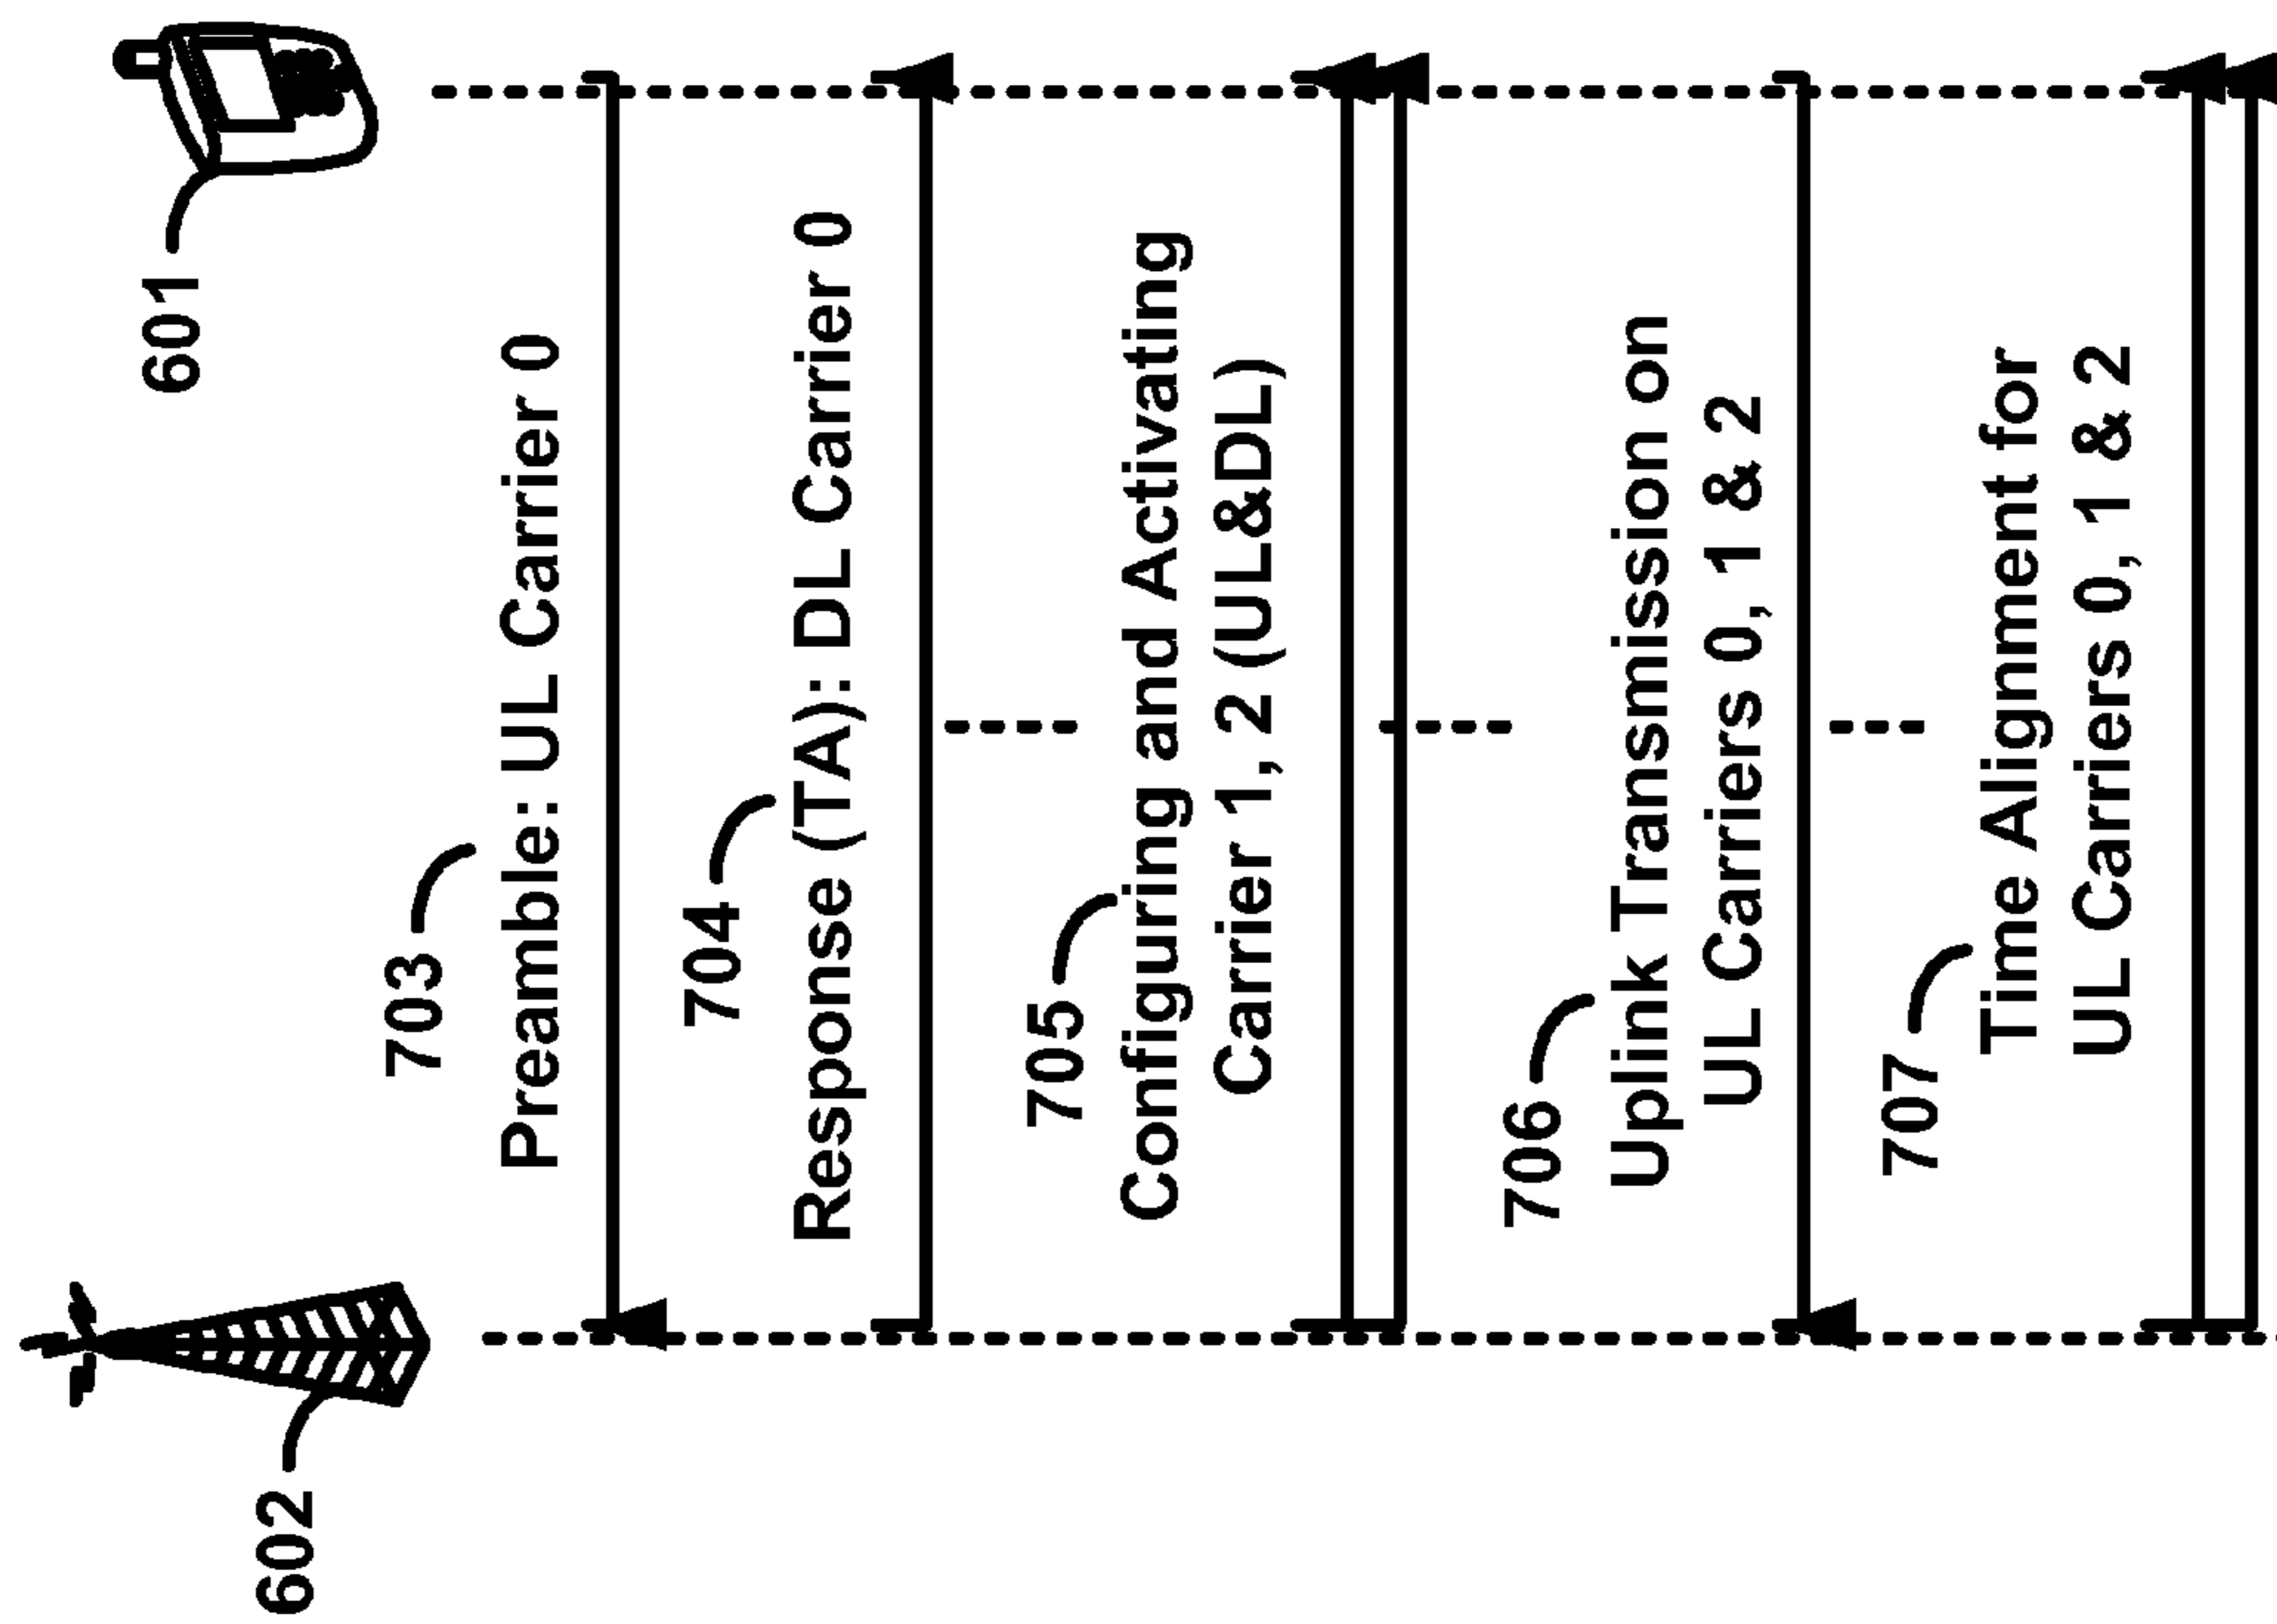 602
601
703
Preamble: UL Carrier 0
704
Response (TA): DL Carrier 0
705
Configuring and Activating
Carrier 1, 2 (UL&DL)
706
Uplink Transmission on
UL Carriers 0, 1 & 2
707
Time Alignment for
UL Carriers 0, 1 & 2